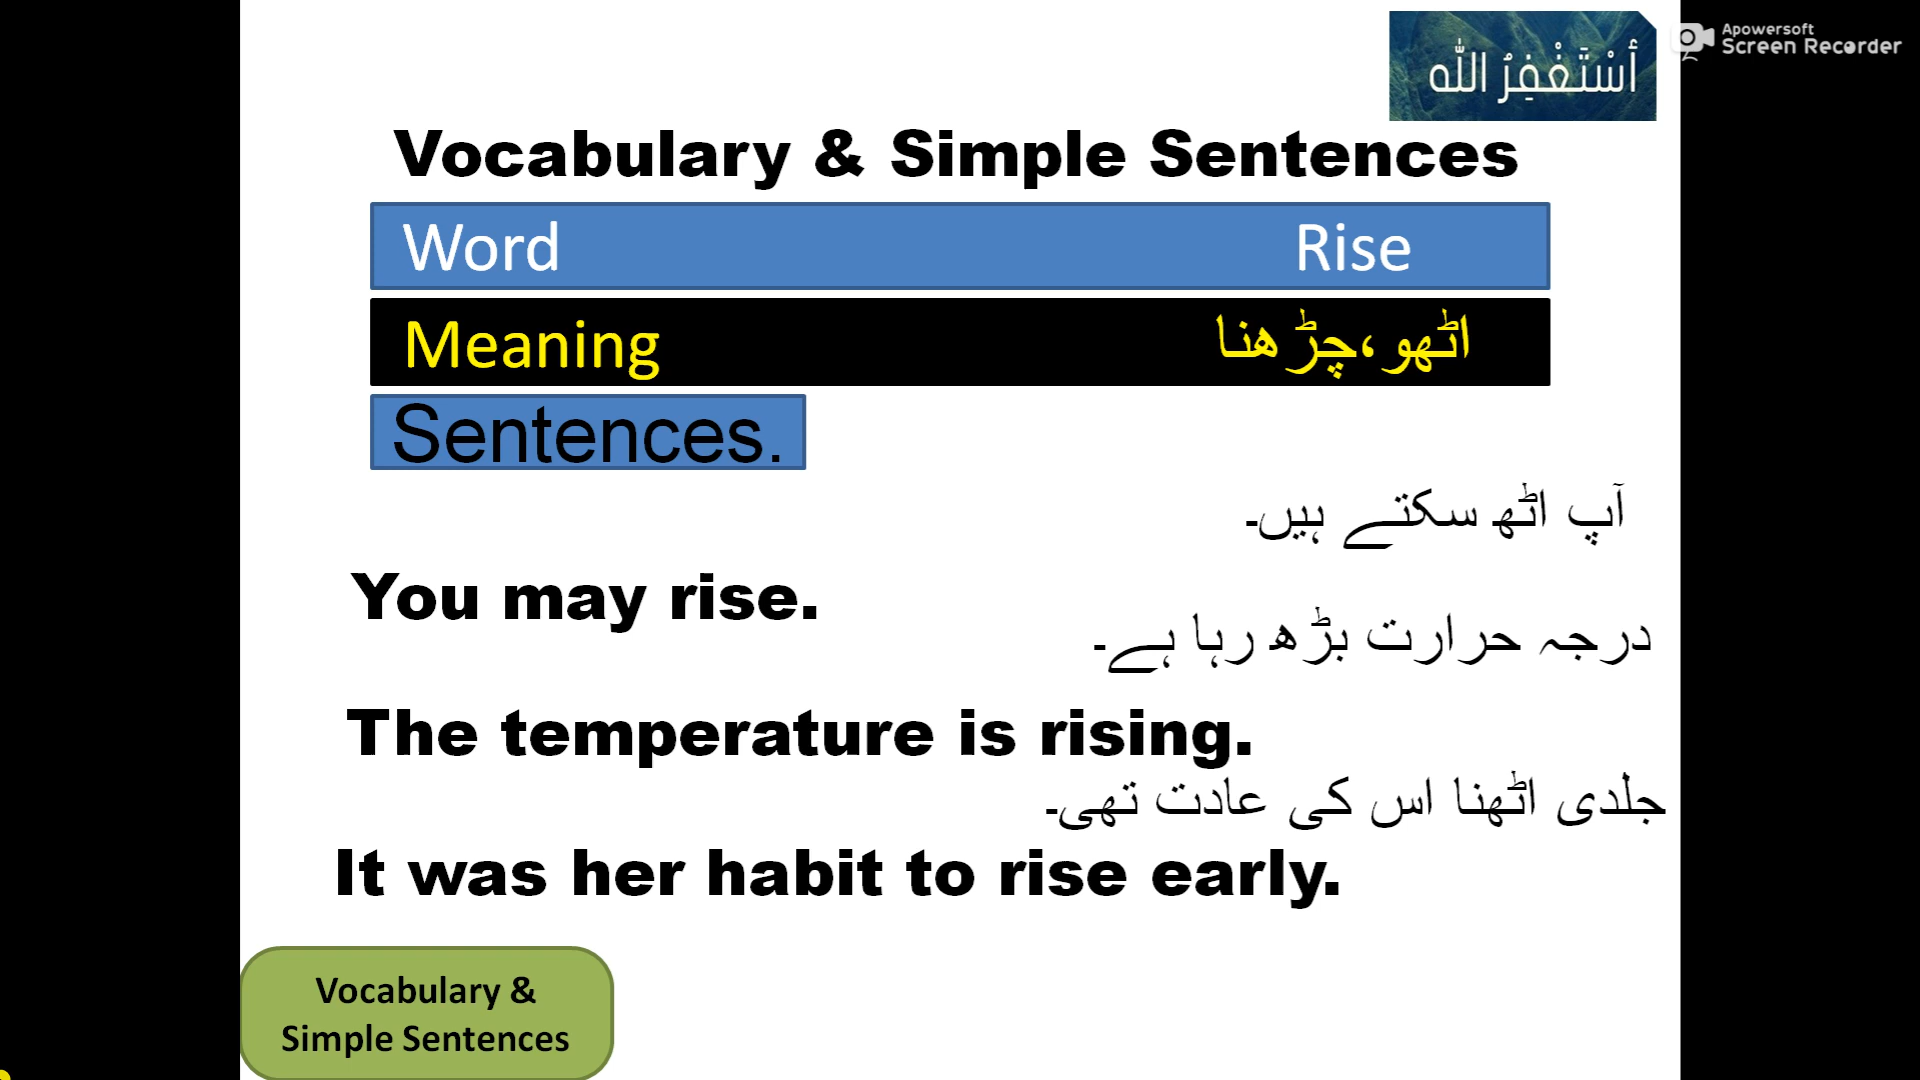 أسْتَغْفِرُ الله
Apowersoft
Screen Recorder
Vocabulary & Simple Sentences
Word Rise
Meaning اٹھو،چڑھنا
Sentences.
آپ اٹھ سکتے ہیں۔
You may rise.
درجہ حرارت بڑھ رہا ہے۔
The temperature is rising.
جلدی اٹھنا اس کی عادت تھی۔
It was her habit to rise early.
Vocabulary &
Simple Sentences